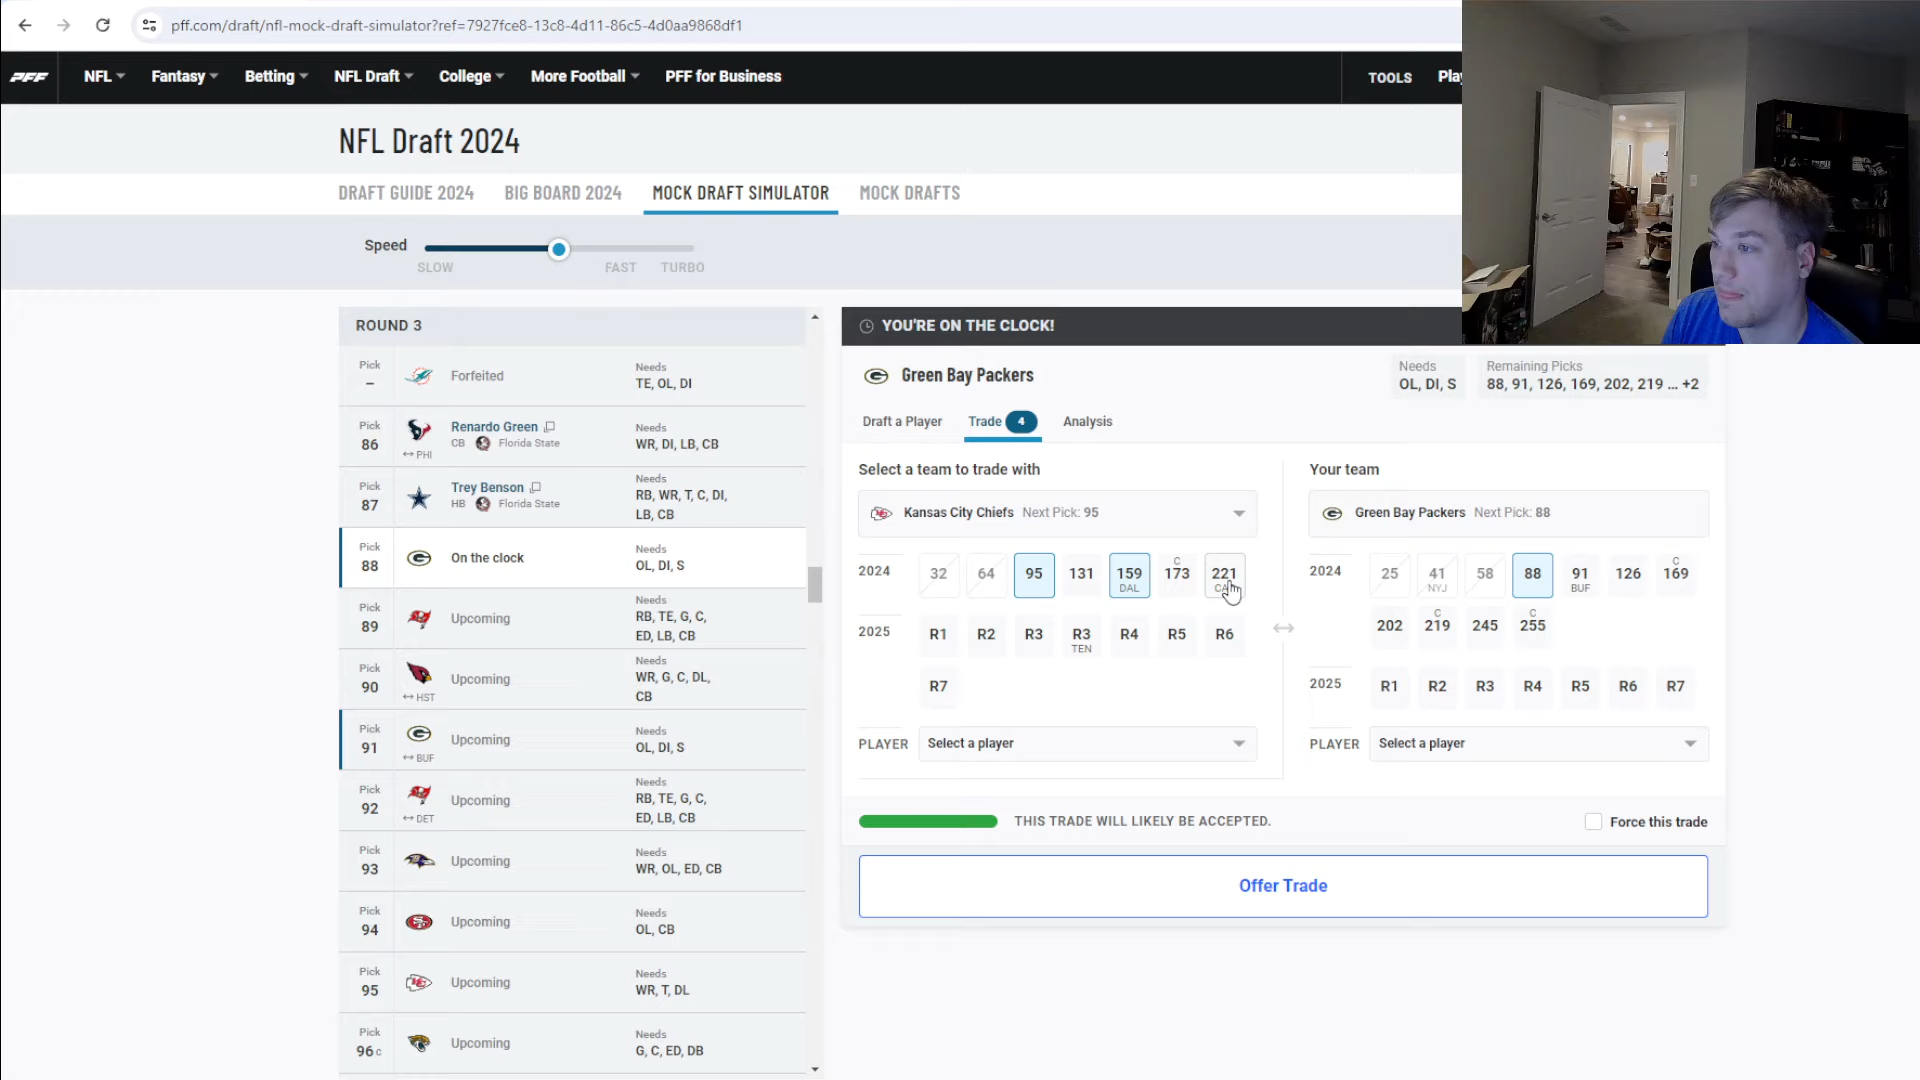 pff.com/draft/nfl-mock-draft-simulator?ref=7927fce8-13c8-4d11-86c5-4d0aa9868df1
PFF NFL Fantasy Betting NFL Draft College More Football PFF for Business TOOLS
NFL Draft 2024
DRAFT GUIDE 2024 BIG BOARD 2024 MOCK DRAFT SIMULATOR MOCK DRAFTS
Speed
SLOW FAST TURBO
ROUND 3
Pick – Forfeited Needs
TE, OL, DI
Pick 86 ↔ PHI Renardo Green Needs
CB Florida State WR, DI, LB, CB
Pick 87 Trey Benson Needs
HB Florida State RB, WR, T, C, DI,
LB, CB
Pick 88 On the clock Needs
OL, DI, S
Pick 89 Upcoming Needs
RB, TE, G, C,
ED, LB, CB
Pick 90 ↔ HST Upcoming Needs
WR, G, C, DL,
CB
Pick 91 ↔ BUF Upcoming Needs
OL, DI, S
Pick 92 ↔ DET Upcoming Needs
RB, TE, G, C,
ED, LB, CB
Pick 93 Upcoming Needs
WR, OL, ED, CB
Pick 94 Upcoming Needs
OL, CB
Pick 95 Upcoming Needs
WR, T, DL
Pick 96 c Upcoming Needs
G, C, ED, DB
YOU'RE ON THE CLOCK!
Green Bay Packers
Needs
OL, DI, S
Remaining Picks
88, 91, 126, 169, 202, 219 ... +2
Draft a Player Trade 4 Analysis
Select a team to trade with
Kansas City Chiefs Next Pick: 95
2024 32 64 95 131 159 DAL C 173 221
2025 R1 R2 R3 R3 TEN R4 R5 R6
R7
PLAYER Select a player
Your team
Green Bay Packers Next Pick: 88
2024 25 41 NYJ 58 88 91 BUF 126 C 169
202 C 219 245 C 255
2025 R1 R2 R3 R4 R5 R6 R7
PLAYER Select a player
THIS TRADE WILL LIKELY BE ACCEPTED.
Force this trade
Offer Trade